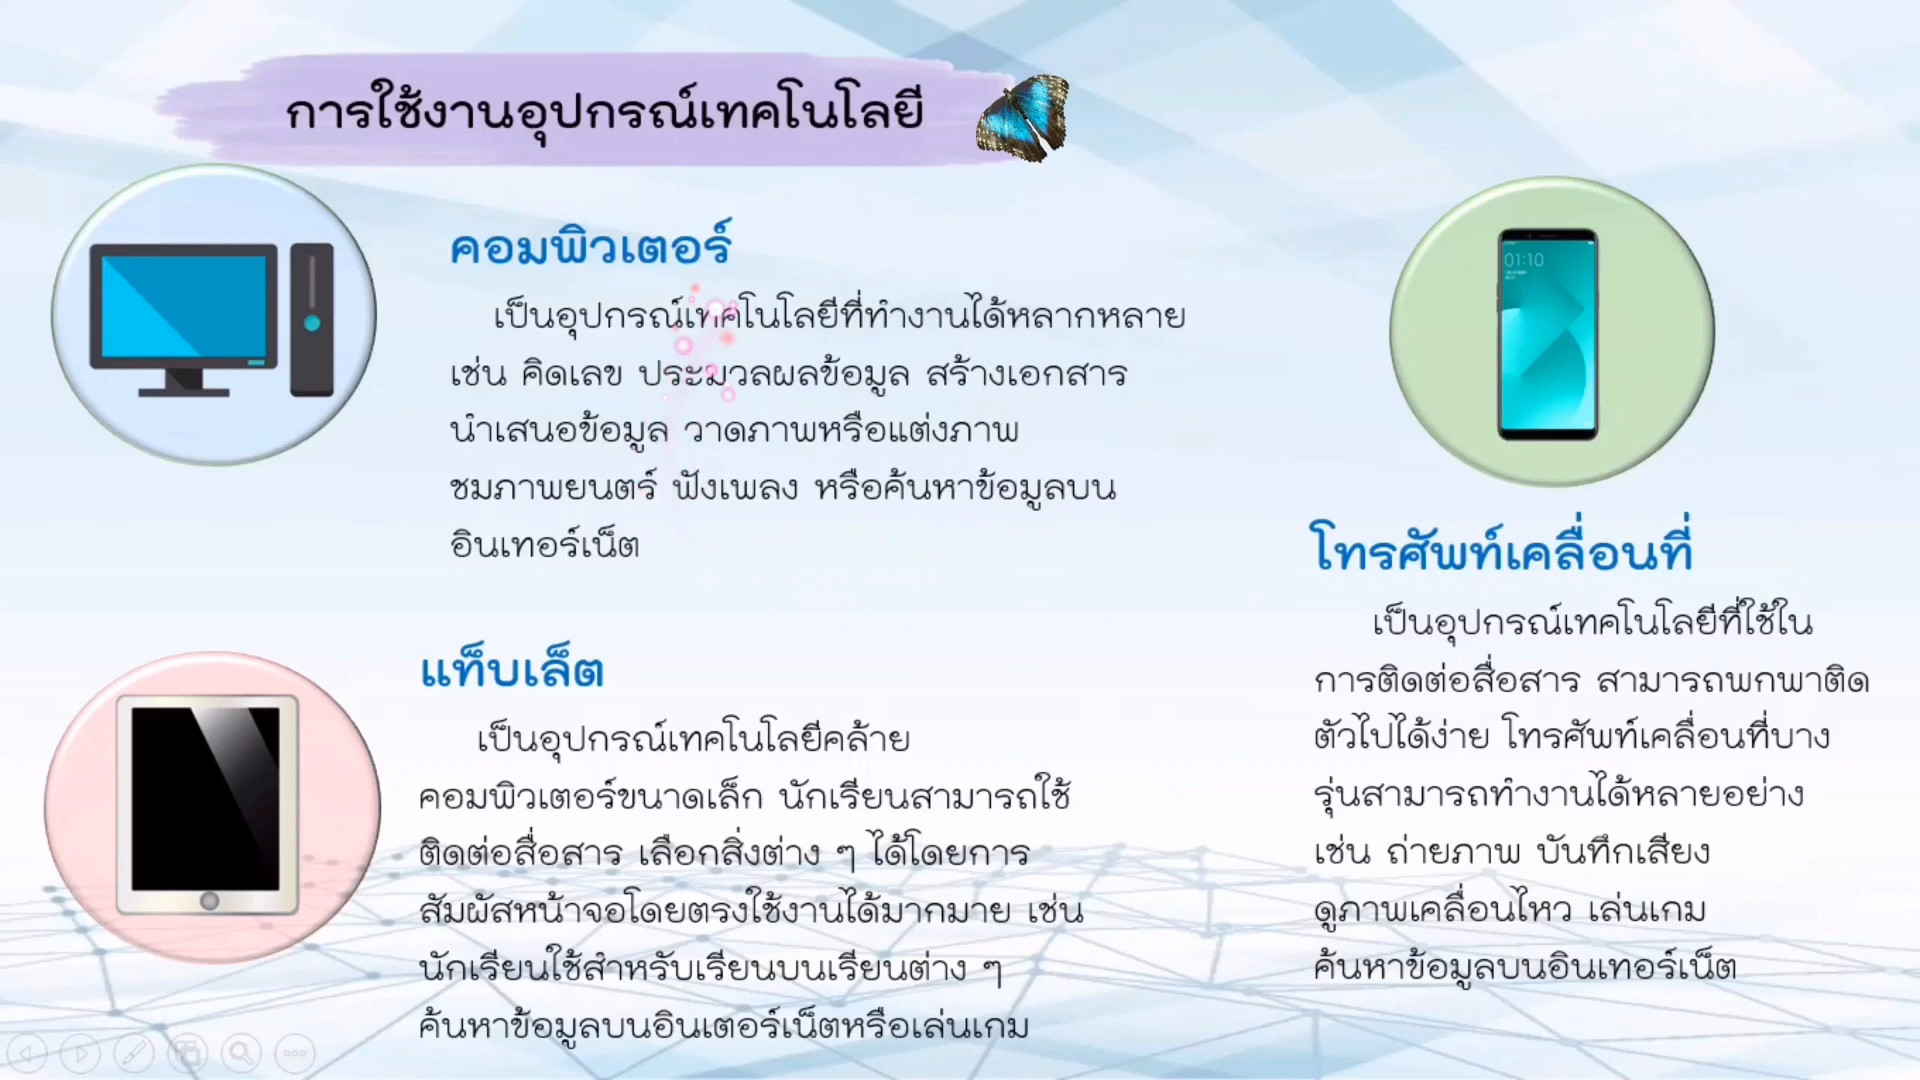 การใช้งานอุปกรณ์เทคโนโลยี
คอมพิวเตอร์
เป็นอุปกรณ์เทคโนโลยีที่ทำงานได้หลากหลาย
เช่น คิดเลข ประมวลผลข้อมูล สร้างเอกสาร
นำเสนอข้อมูล วาดภาพหรือแต่งภาพ
ชมภาพยนตร์ ฟังเพลง หรือค้นหาข้อมูลบน
อินเทอร์เน็ต
แท็บเล็ต
เป็นอุปกรณ์เทคโนโลยีคล้าย
คอมพิวเตอร์ขนาดเล็ก นักเรียนสามารถใช้
ติดต่อสื่อสาร เลือกสิ่งต่าง ๆ ได้โดยการ
สัมผัสหน้าจอโดยตรงใช้งานได้มากมาย เช่น
นักเรียนใช้สำหรับเรียนบนเรียนต่าง ๆ
ค้นหาข้อมูลบนอินเตอร์เน็ตหรือเล่นเกม
01:10
โทรศัพท์เคลื่อนที่
เป็นอุปกรณ์เทคโนโลยีที่ใช้ใน
การติดต่อสื่อสาร สามารถพกพาติด
ตัวไปได้ง่าย โทรศัพท์เคลื่อนที่บาง
รุ่นสามารถทำงานได้หลายอย่าง
เช่น ถ่ายภาพ บันทึกเสียง
ดูภาพเคลื่อนไหว เล่นเกม
ค้นหาข้อมูลบนอินเทอร์เน็ต